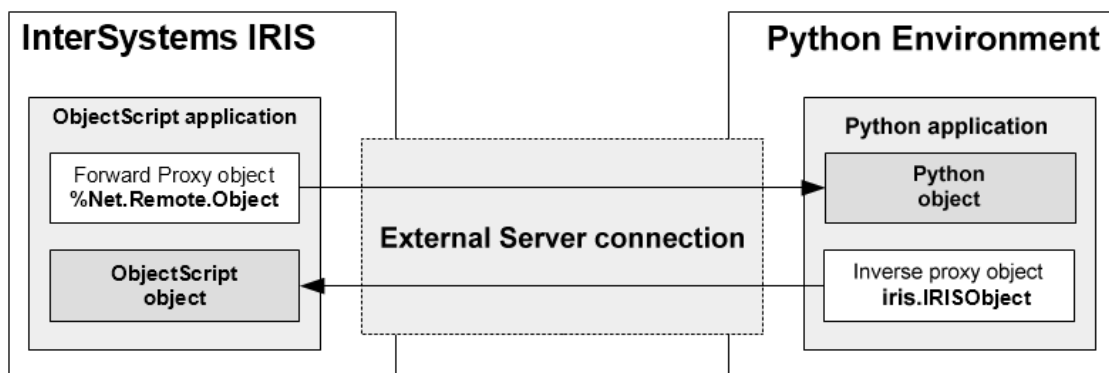 InterSystems IRIS
ObjectScript application
Forward Proxy object
%Net.Remote.Object
ObjectScript
object
External Server connection
Python Environment
Python application
Python
object
Inverse proxy object
iris.IRISObject